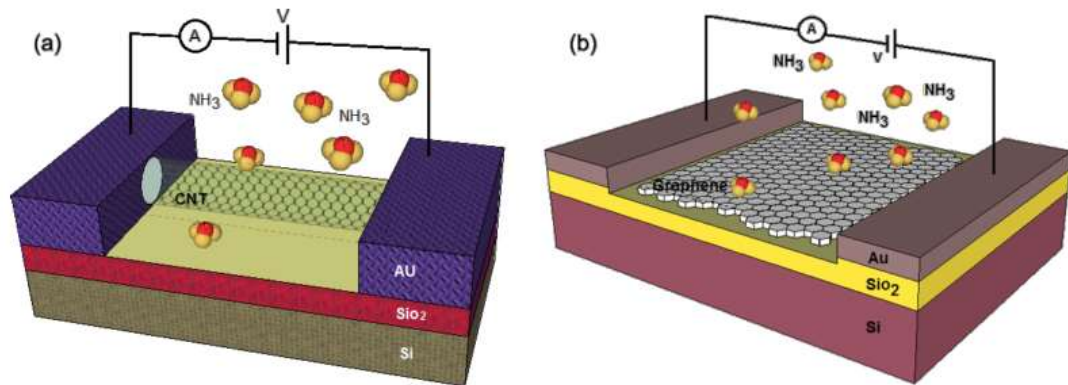 (a)
A
V
NH3
NH3
CNT
AU
Sio2
Si
(b)
A
V
NH3
NH3
NH3
Graphene
Au
Sio2
Si